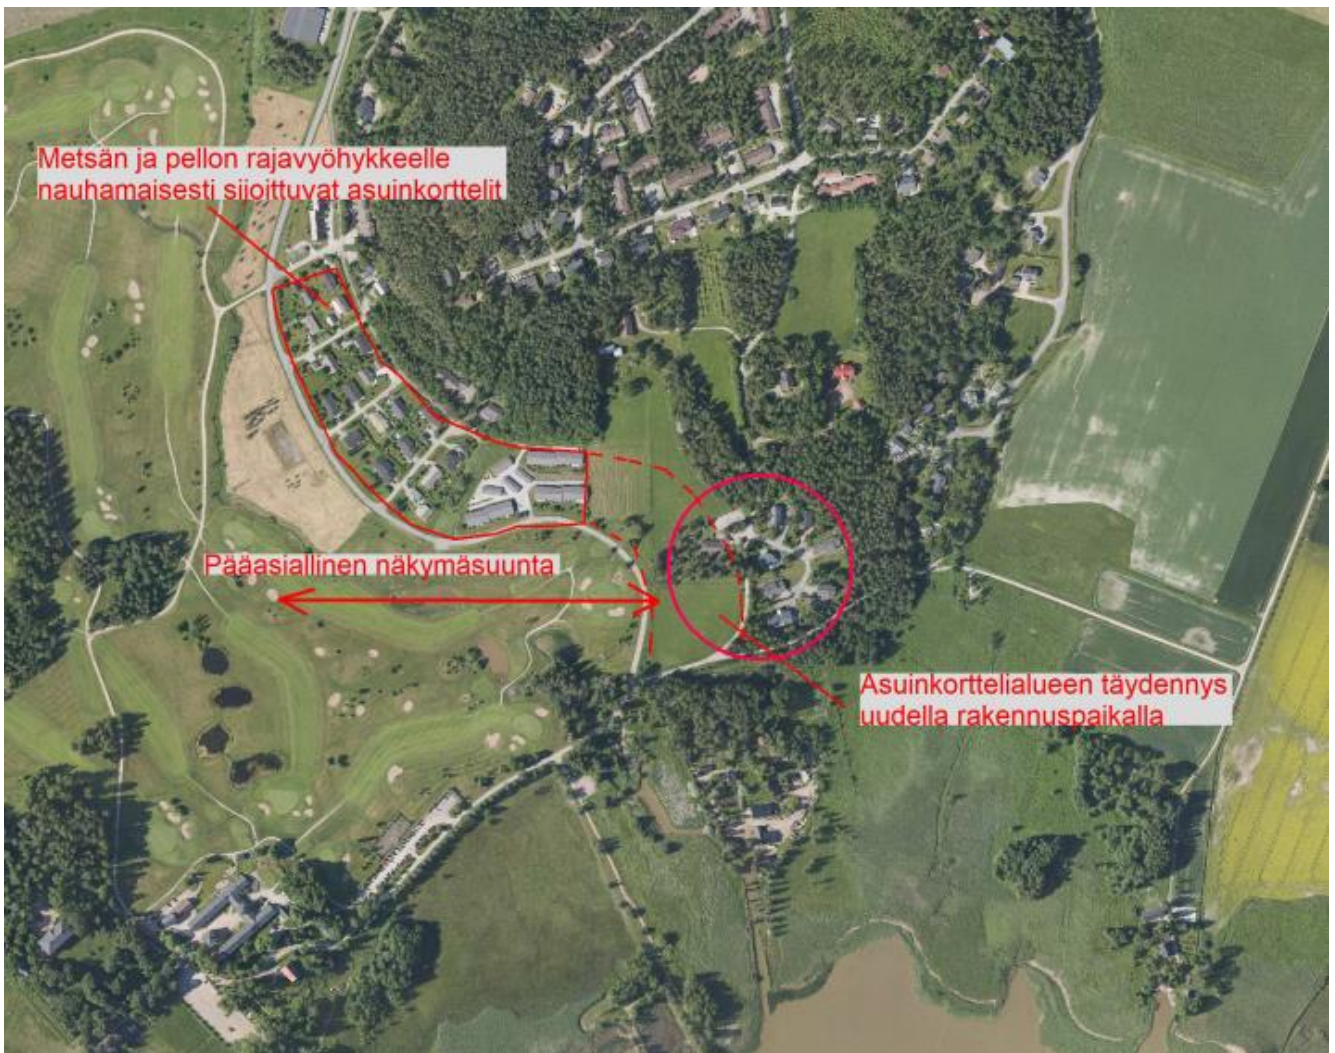 Metsän ja pellon rajavyöhykkeelle
nauhamaisesti sijoittuvat asuinkorttelit
Pääasiallinen näkymäsuunta
Asuinkorttelialueen täydennys
uudella rakennuspaikalla